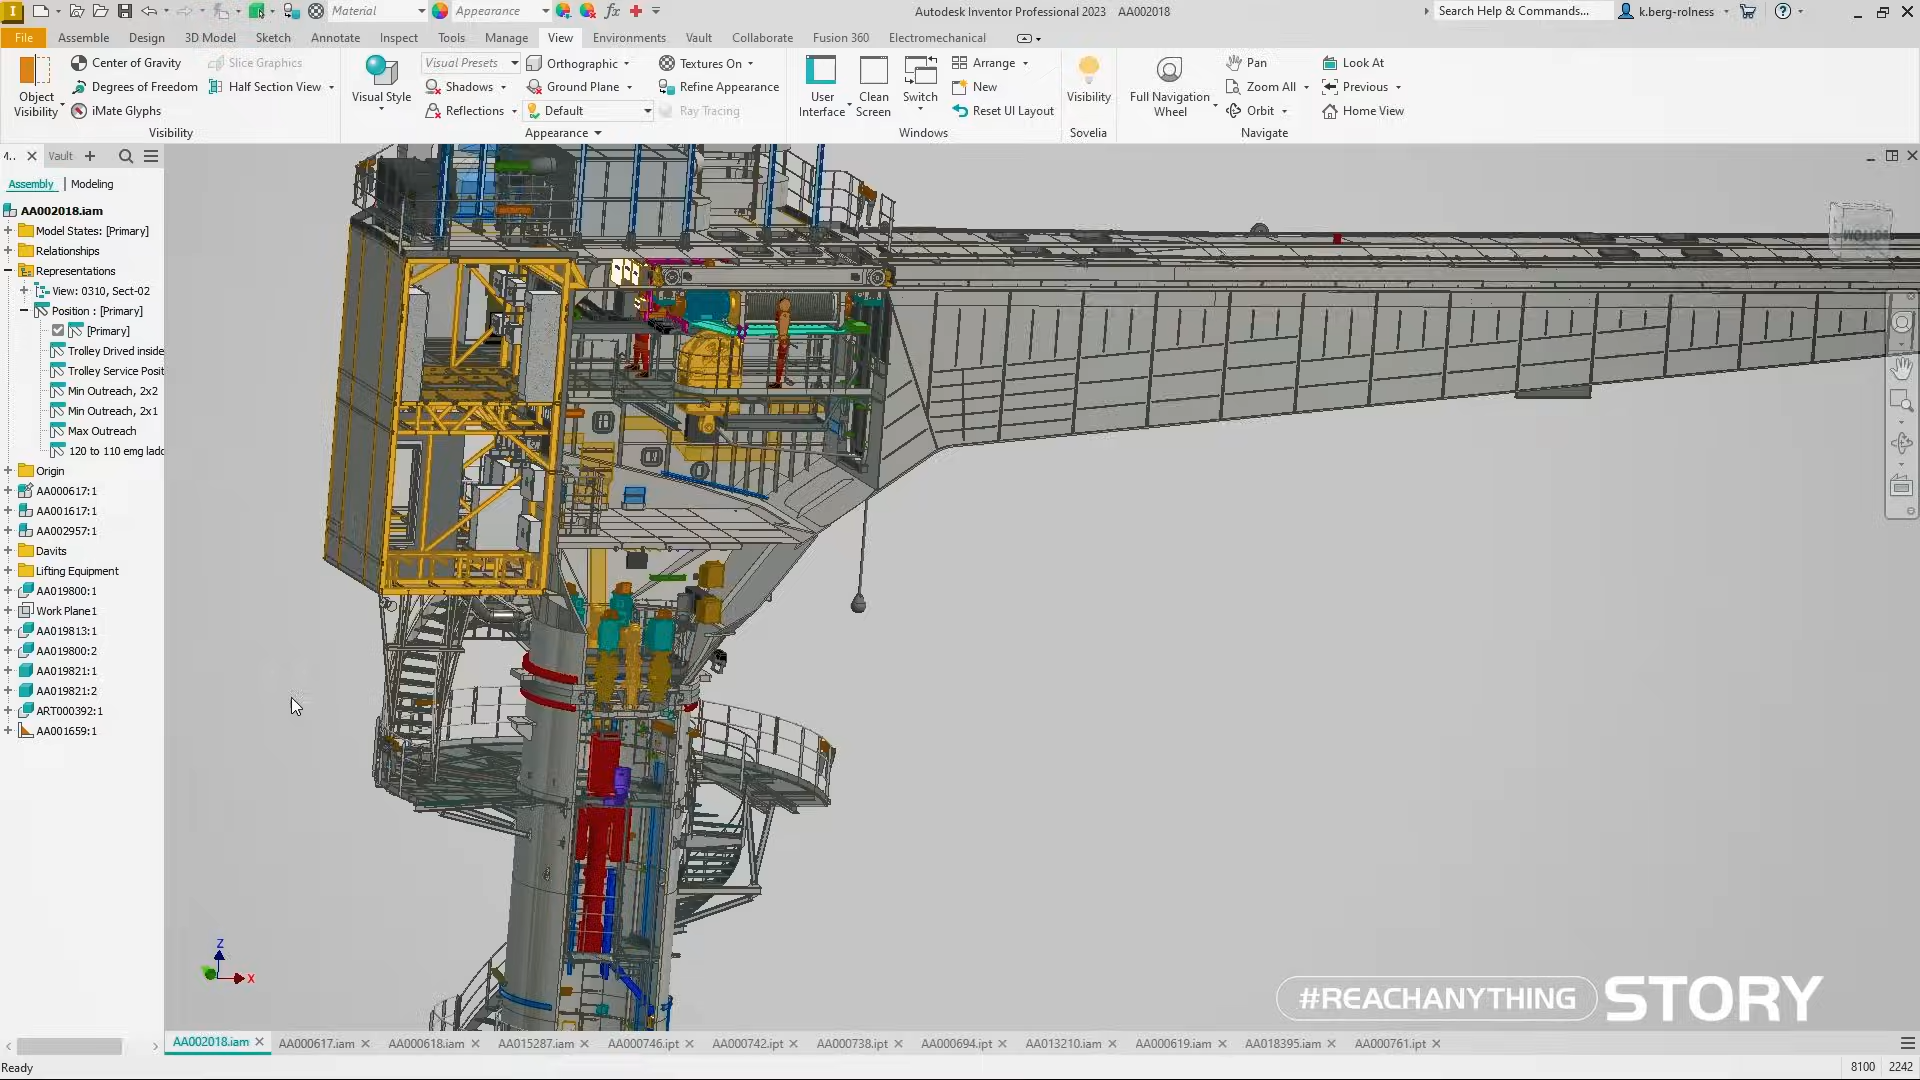 Material
Appearance
fx
Autodesk Inventor Professional 2023 AA002018
Search Help & Commands...
k.berg-rolness
File
Assemble
Design
3D Model
Sketch
Annotate
Inspect
Tools
Manage
View
Environments
Vault
Collaborate
Fusion 360
Electromechanical
Object Visibility
Center of Gravity
Degrees of Freedom
iMate Glyphs
Slice Graphics
Half Section View
Visibility
Visual Style
Visual Presets
Shadows
Reflections
Orthographic
Ground Plane
Default
Textures On
Refine Appearance
Ray Tracing
Appearance
User Interface
Clean Screen
Switch
Arrange
New
Reset UI Layout
Windows
Visibility
Sovelia
Full Navigation Wheel
Pan
Zoom All
Orbit
Look At
Previous
Home View
Navigate
Vault
Assembly | Modeling
AA002018.iam
Model States: [Primary]
Relationships
Representations
View: 0310, Sect-02
Position : [Primary]
[Primary]
Trolley Drived inside
Trolley Service Posit
Min Outreach, 2x2
Min Outreach, 2x1
Max Outreach
120 to 110 emg ladd
Origin
AA000617:1
AA001617:1
AA002957:1
Davits
Lifting Equipment
AA019800:1
Work Plane1
AA019813:1
AA019800:2
AA019821:1
AA019821:2
ART000392:1
AA001659:1
BOTTOM
Z
X
#REACHANYTHING STORY
AA002018.iam
AA000617.iam
AA000618.iam
AA015287.iam
AA000746.ipt
AA000742.ipt
AA000738.ipt
AA000694.ipt
AA013210.iam
AA000619.iam
AA018395.iam
AA000761.ipt
Ready
8100 2242